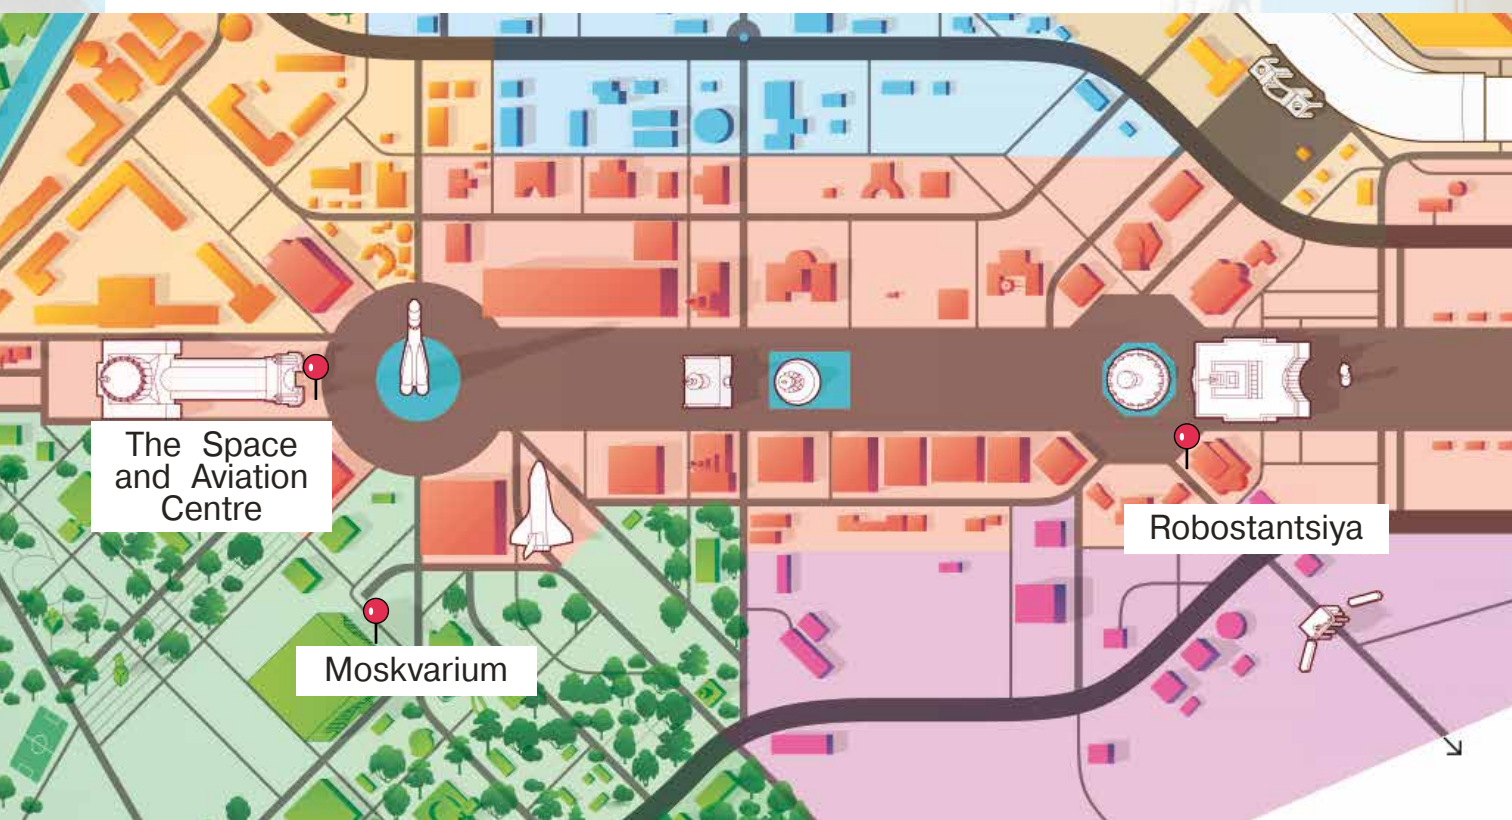 The Space
and Aviation
Centre
Robostantsiya
Moskvarium